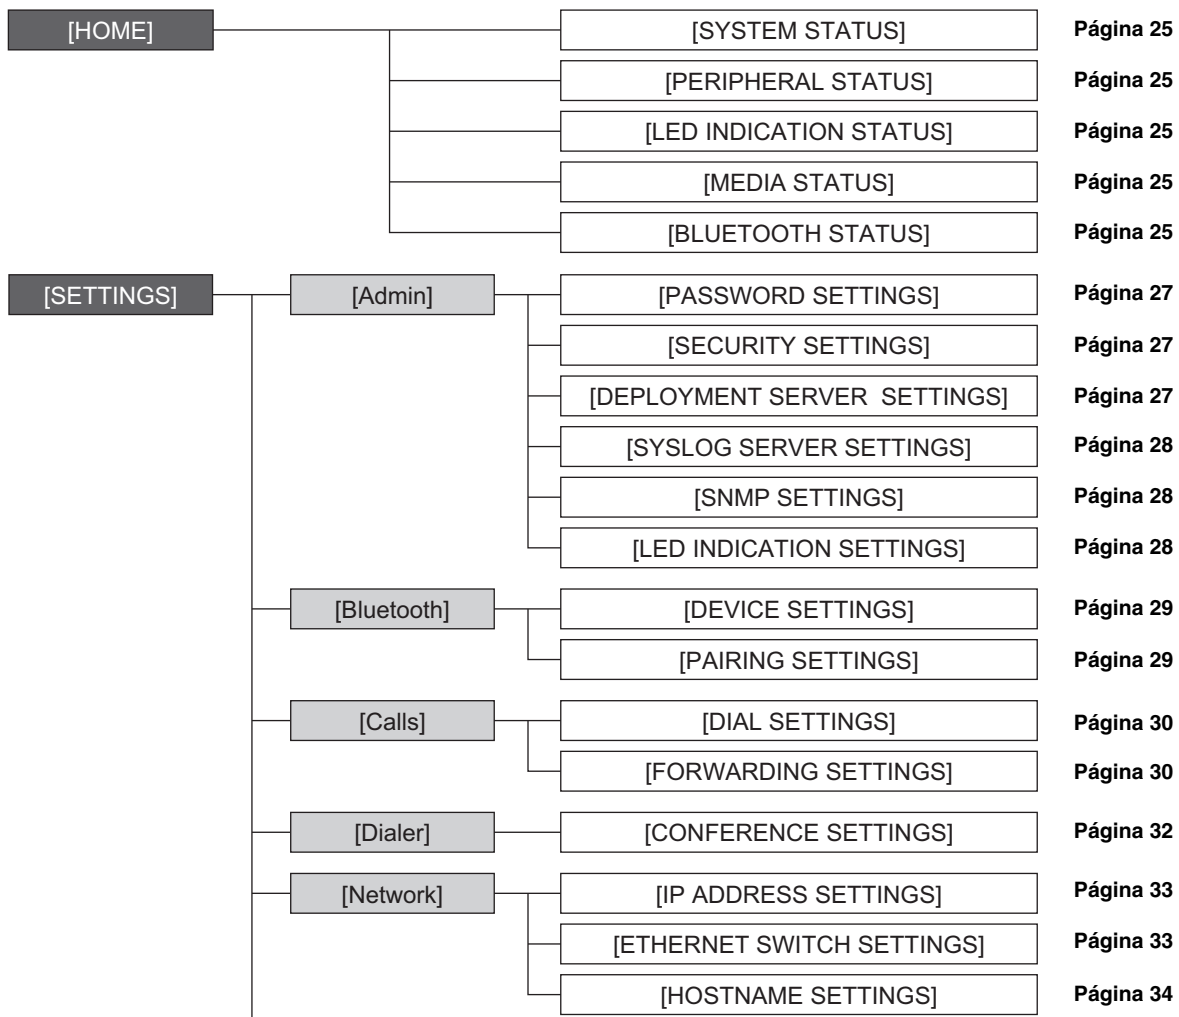 [HOME] [SYSTEM STATUS] Página 25
[PERIPHERAL STATUS] Página 25
[LED INDICATION STATUS] Página 25
[MEDIA STATUS] Página 25
[BLUETOOTH STATUS] Página 25
[SETTINGS] [Admin] [PASSWORD SETTINGS] Página 27
[SECURITY SETTINGS] Página 27
[DEPLOYMENT SERVER SETTINGS] Página 27
[SYSLOG SERVER SETTINGS] Página 28
[SNMP SETTINGS] Página 28
[LED INDICATION SETTINGS] Página 28
[Bluetooth] [DEVICE SETTINGS] Página 29
[PAIRING SETTINGS] Página 29
[Calls] [DIAL SETTINGS] Página 30
[FORWARDING SETTINGS] Página 30
[Dialer] [CONFERENCE SETTINGS] Página 32
[Network] [IP ADDRESS SETTINGS] Página 33
[ETHERNET SWITCH SETTINGS] Página 33
[HOSTNAME SETTINGS] Página 34